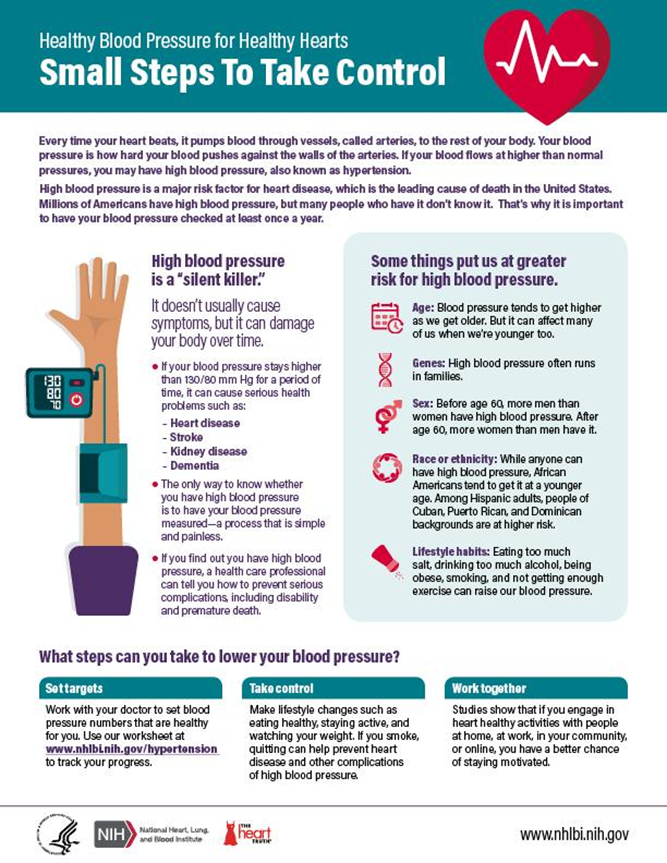 Healthy Blood Pressure for Healthy Hearts
Small Steps To Take Control
Every time your heart beats, it pumps blood through vessels, called arteries, to the rest of your body. Your blood
pressure is how hard your blood pushes against the walls of the arteries. If your blood flows at higher than normal
pressures, you may have high blood pressure, also known as hypertension.
High blood pressure is a major risk factor for heart disease, which is the leading cause of death in the United States.
Millions of Americans have high blood pressure, but many people who have it don't know it. That's why it is important
to have your blood pressure checked at least once a year.
130
80
70
High blood pressure
is a "silent killer."
It doesn't usually cause
symptoms, but it can damage
your body over time.
• If your blood pressure stays higher
than 130/80 mm Hg for a period of
time, it can cause serious health
problems such as:
- Heart disease
- Stroke
- Kidney disease
- Dementia
• The only way to know whether
you have high blood pressure
is to have your blood pressure
measured—a process that is simple
and painless.
• If you find out you have high blood
pressure, a health care professional
can tell you how to prevent serious
complications, including disability
and premature death.
Some things put us at greater
risk for high blood pressure.
Age: Blood pressure tends to get higher
as we get older. But it can affect many
of us when we're younger too.
Genes: High blood pressure often runs
in families.
Sex: Before age 60, more men than
women have high blood pressure. After
age 60, more women than men have it.
Race or ethnicity: While anyone can
have high blood pressure, African
Americans tend to get it at a younger
age. Among Hispanic adults, people of
Cuban, Puerto Rican, and Dominican
backgrounds are at higher risk.
Lifestyle habits: Eating too much
salt, drinking too much alcohol, being
obese, smoking, and not getting enough
exercise can raise our blood pressure.
What steps can you take to lower your blood pressure?
Set targets
Work with your doctor to set blood
pressure numbers that are healthy
for you. Use our worksheet at
www.nhlbi.nih.gov/hypertension
to track your progress.
Take control
Make lifestyle changes such as
eating healthy, staying active, and
watching your weight. If you smoke,
quitting can help prevent heart
disease and other complications
of high blood pressure.
Work together
Studies show that if you engage in
heart healthy activities with people
at home, at work, in your community,
or online, you have a better chance
of staying motivated.
NIH
National Heart, Lung,
and Blood Institute
THE
heart
TRUTH
www.nhlbi.nih.gov